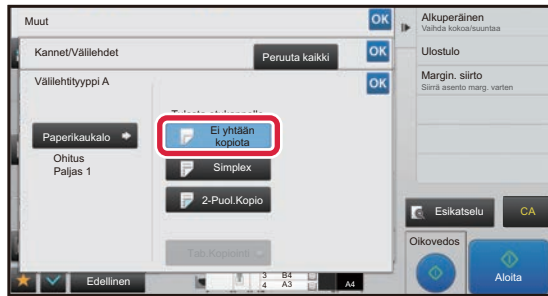 Muut
OK
Kannet/Välilehdet
Peruuta kaikki
OK
Välilehtityyppi A
OK
Paperikaukalo
Ohitus
Paljas 1
Ei yhtään
kopiota
Simplex
2-Puol.Kopio
Tab Kopiointi
Alkuperäinen
Vaihda kokoa/suuntaa
Ulostulo
Margin. siirto
Siirrä asento marg. varten
Esikatselu
CA
Oikovedos
Aloita
Edellinen
3 B4
4 A3
A4